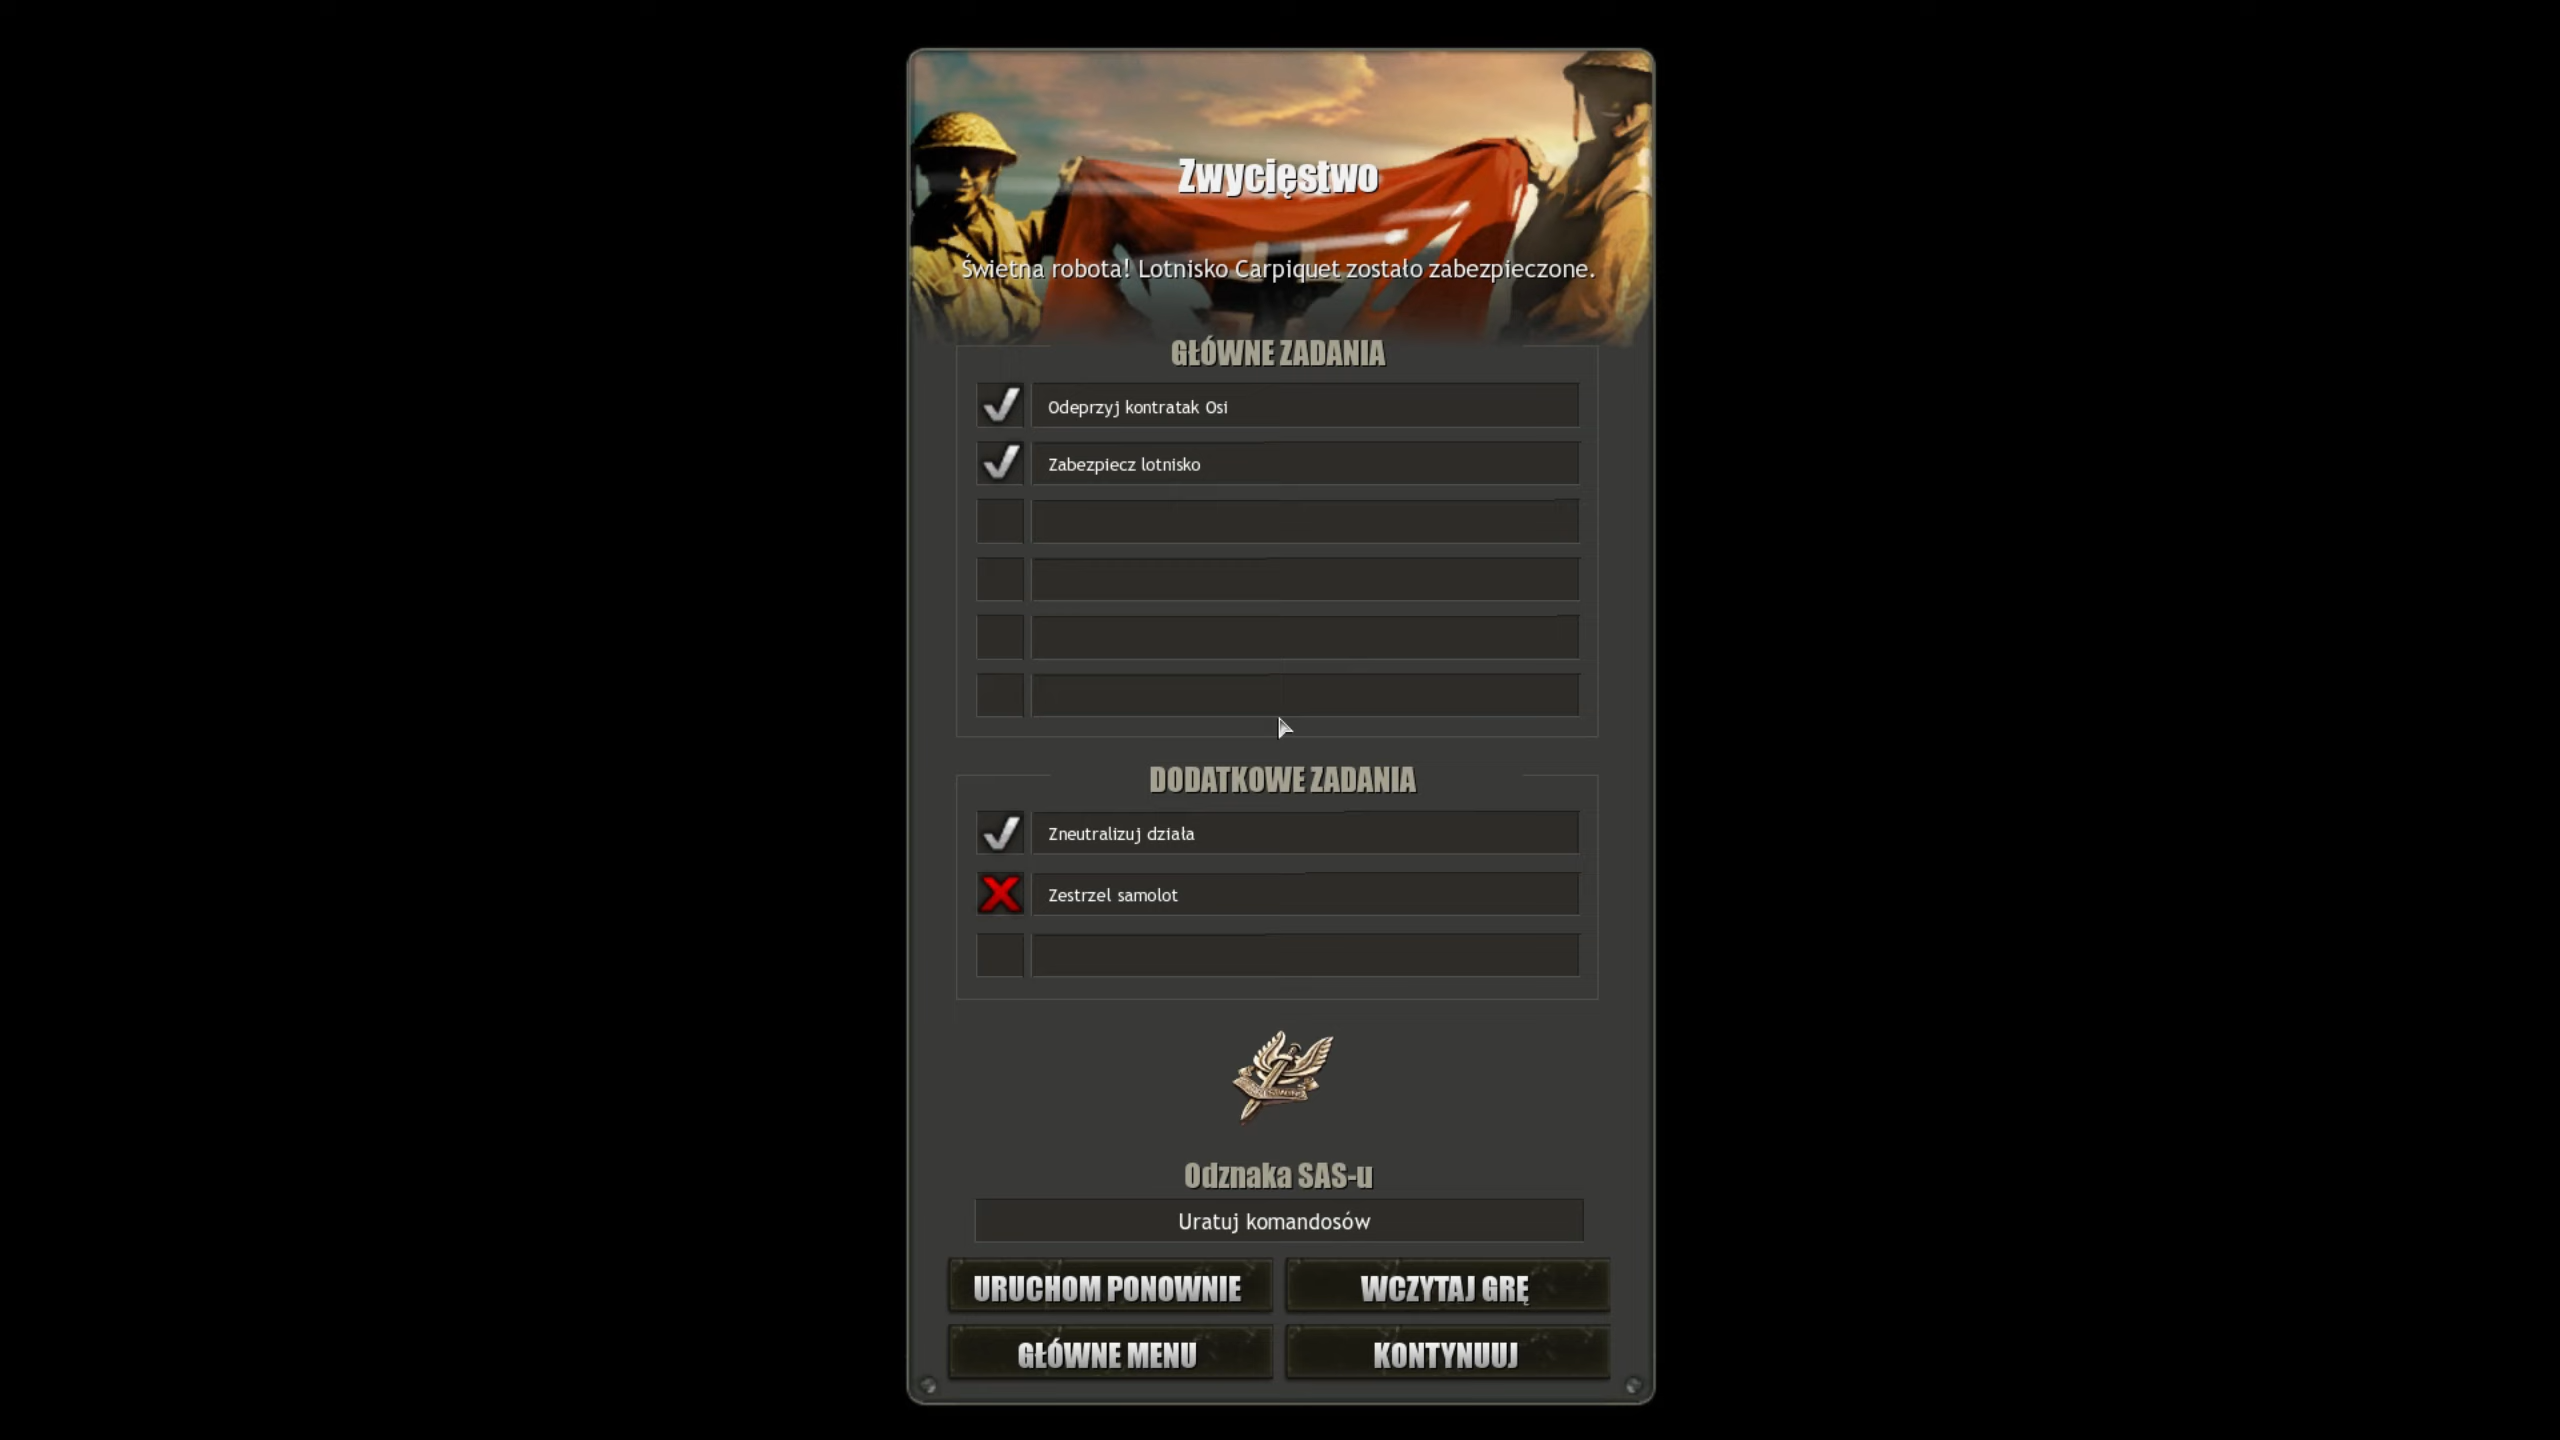 Zwycięstwo
Świetna robota! Lotnisko Carpiquet zostało zabezpieczone.
GŁÓWNE ZADANIA
Odeprzyj kontratak Osi
Zabezpiecz lotnisko
DODATKOWE ZADANIA
Zneutralizuj działa
Zestrzel samolot
Odznaka SAS-u
Uratuj komandosów
URUCHOM PONOWNIE
WCZYTAJ GRĘ
GŁÓWNE MENU
KONTYNUUJ